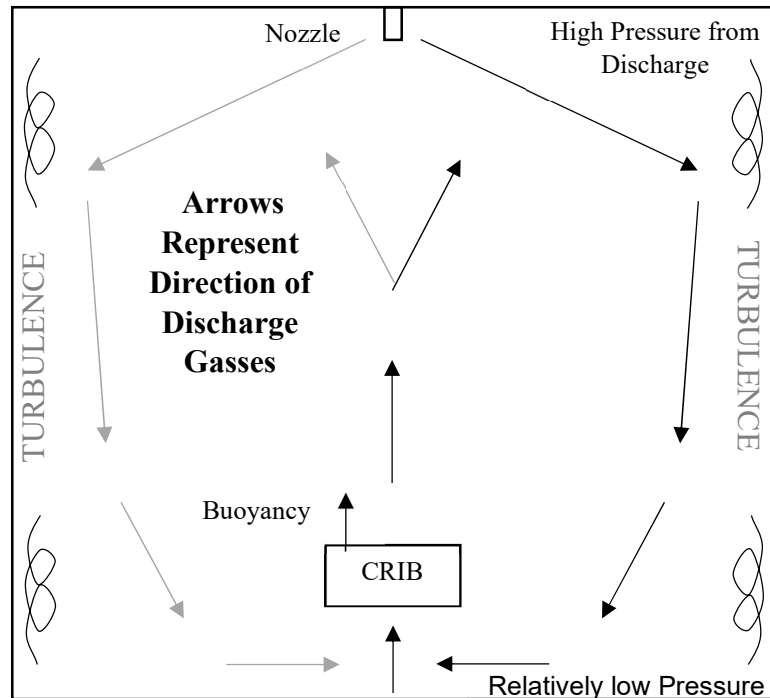 Nozzle
High Pressure from
Discharge
Arrows
Represent
Direction of
Discharge
Gasses
TURBULENCE
TURBULENCE
Buoyancy
CRIB
Relatively low Pressure